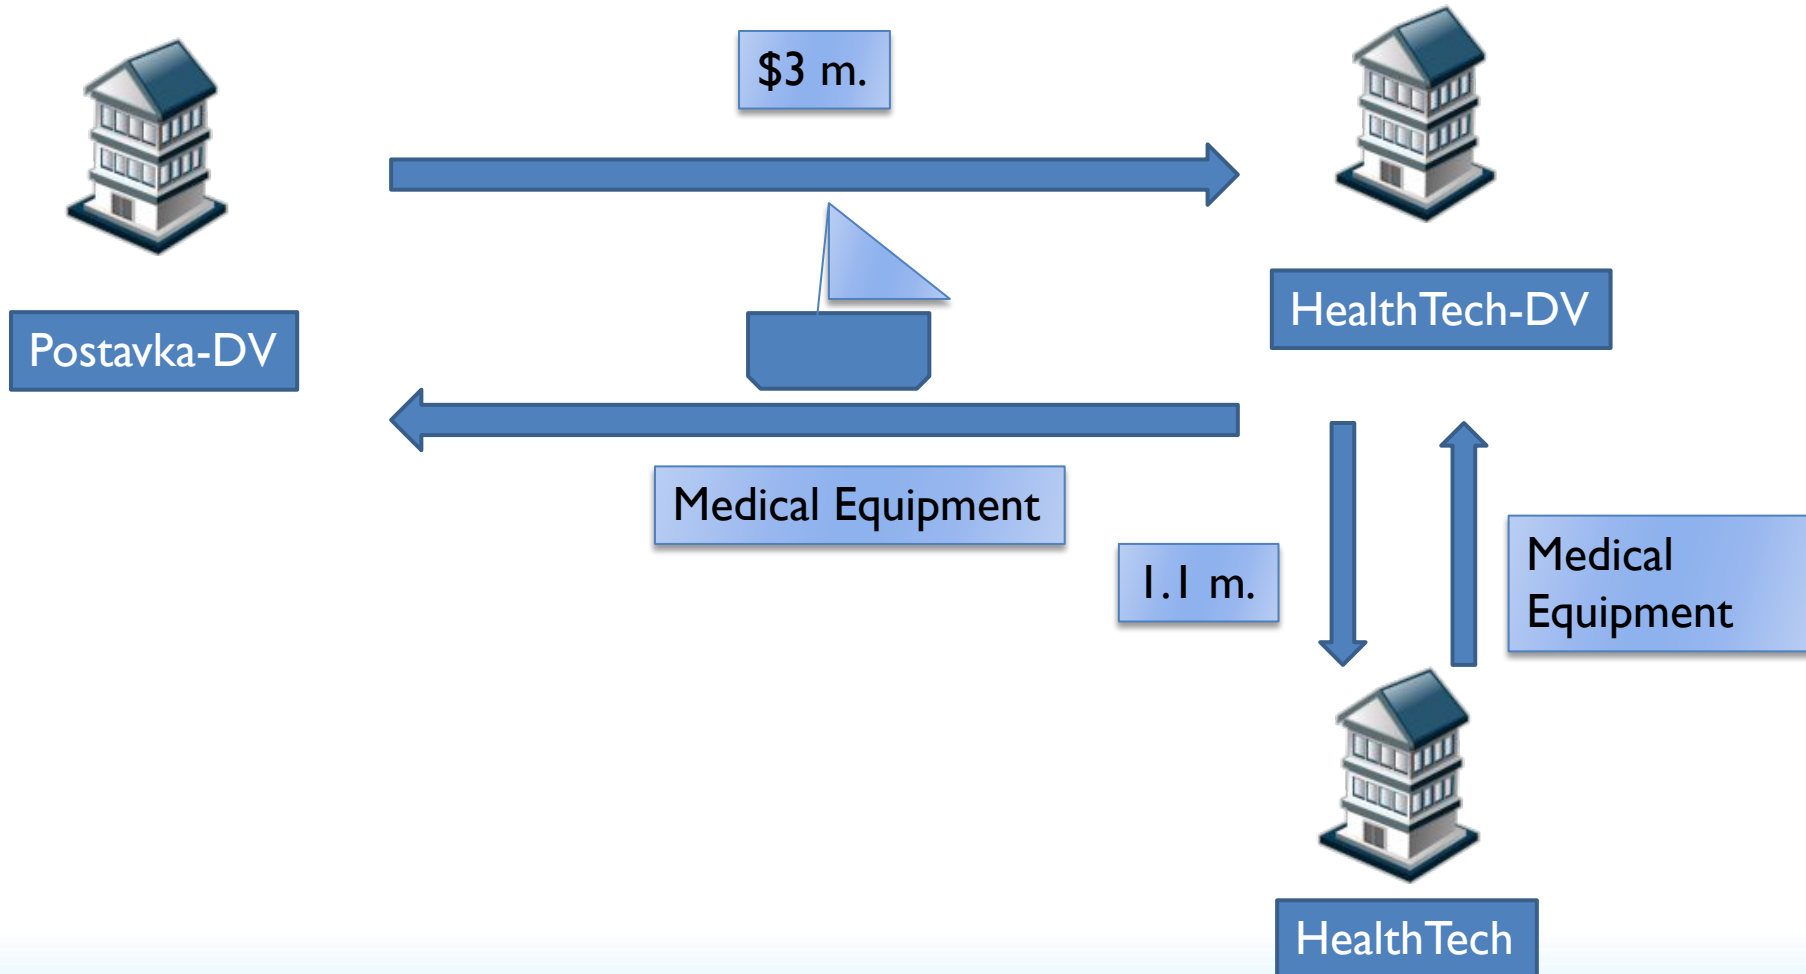 $3 m.
Postavka-DV
HealthTech-DV
Medical Equipment
1.1 m.
Medical
Equipment
HealthTech